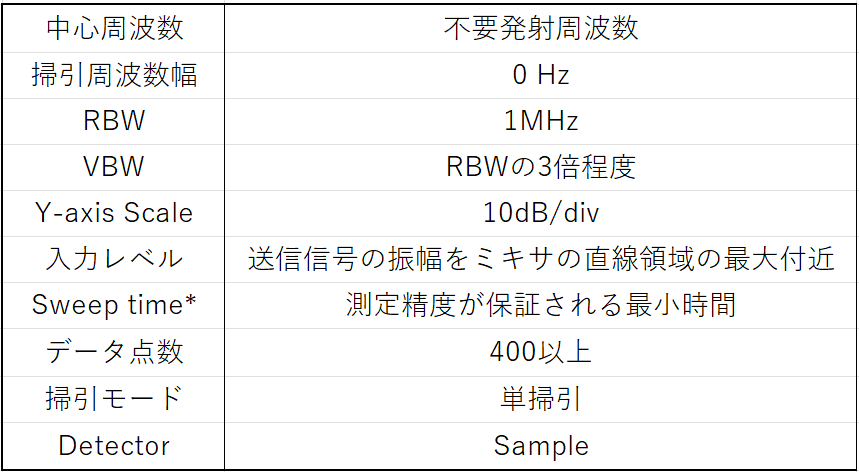 中心周波数 不要発射周波数
掃引周波数幅 0 Hz
RBW 1MHz
VBW RBWの3倍程度
Y-axis Scale 10dB/div
入力レベル 送信信号の振幅をミキサの直線領域の最大付近
Sweep time* 測定精度が保証される最小時間
データ点数 400以上
掃引モード 単掃引
Detector Sample